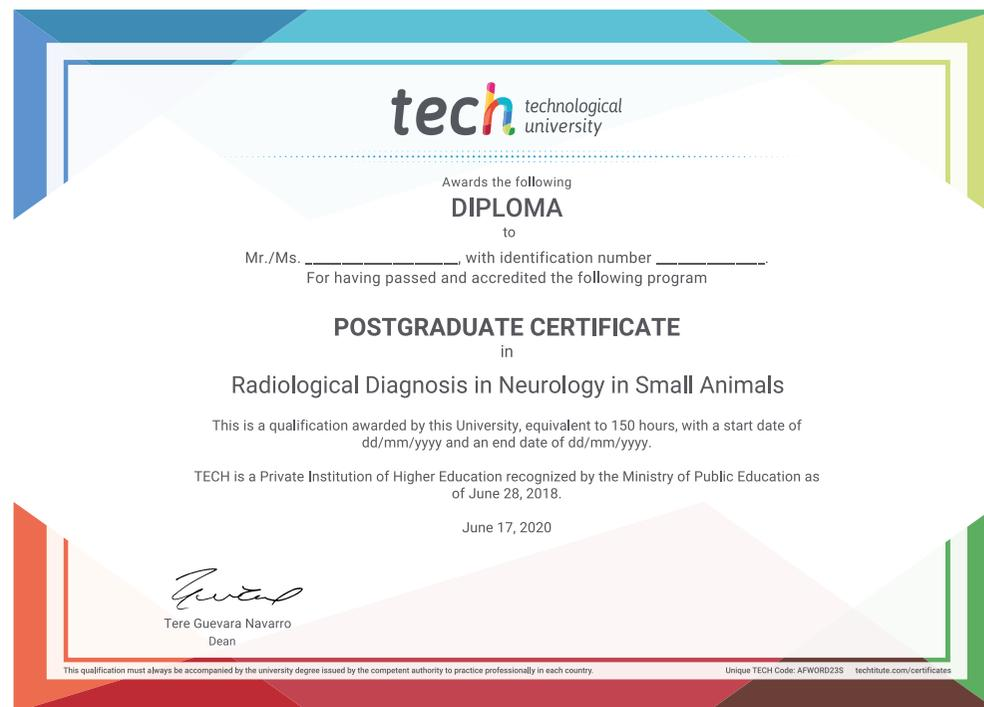 tech technological
university
Awards the following
DIPLOMA
to
Mr./Ms. _________________, with identification number ____________.
For having passed and accredited the following program
POSTGRADUATE CERTIFICATE
in
Radiological Diagnosis in Neurology in Small Animals
This is a qualification awarded by this University, equivalent to 150 hours, with a start date of
dd/mm/yyyy and an end date of dd/mm/yyyy.
TECH is a Private Institution of Higher Education recognized by the Ministry of Public Education as
of June 28, 2018.
June 17, 2020
Tere Guevara Navarro
Dean
This qualification must always be accompanied by the university degree issued by the competent authority to practice professionally in each country.
Unique TECH Code: AFWORD23S techtitute.com/certificates